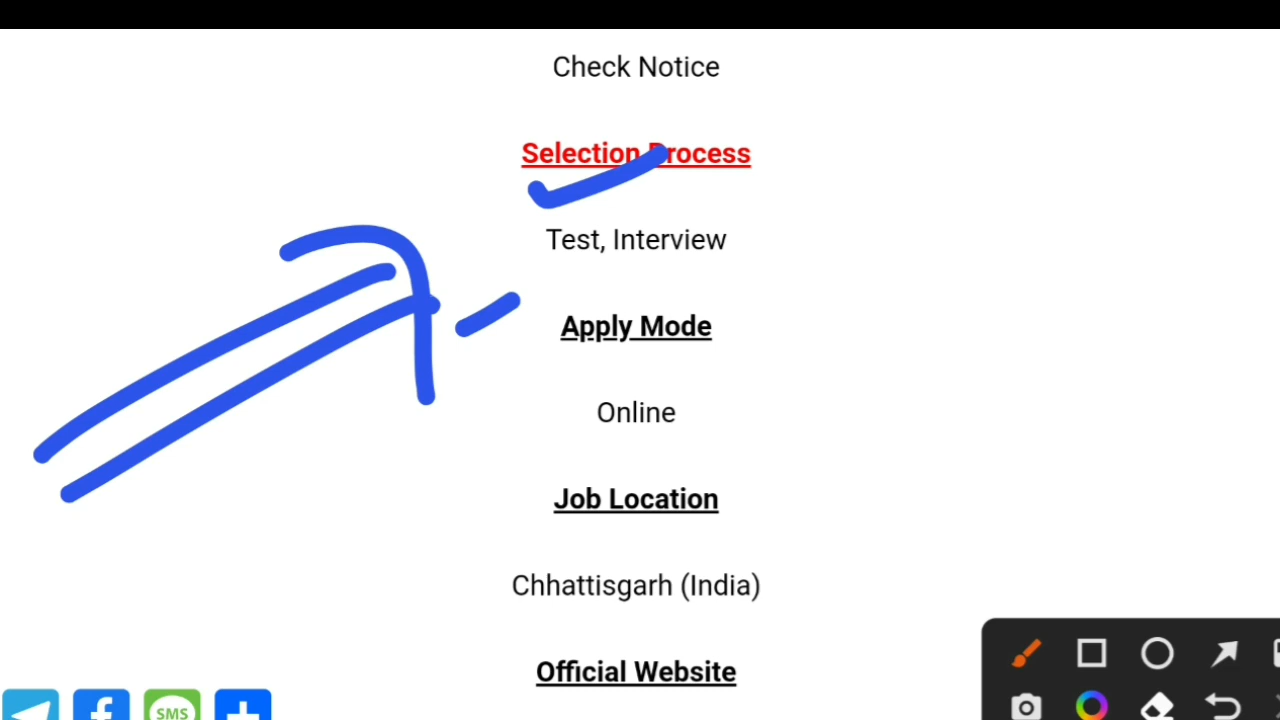 Check Notice
Selection Process
Test, Interview
Apply Mode
Online
Job Location
Chhattisgarh (India)
Official Website
SMS